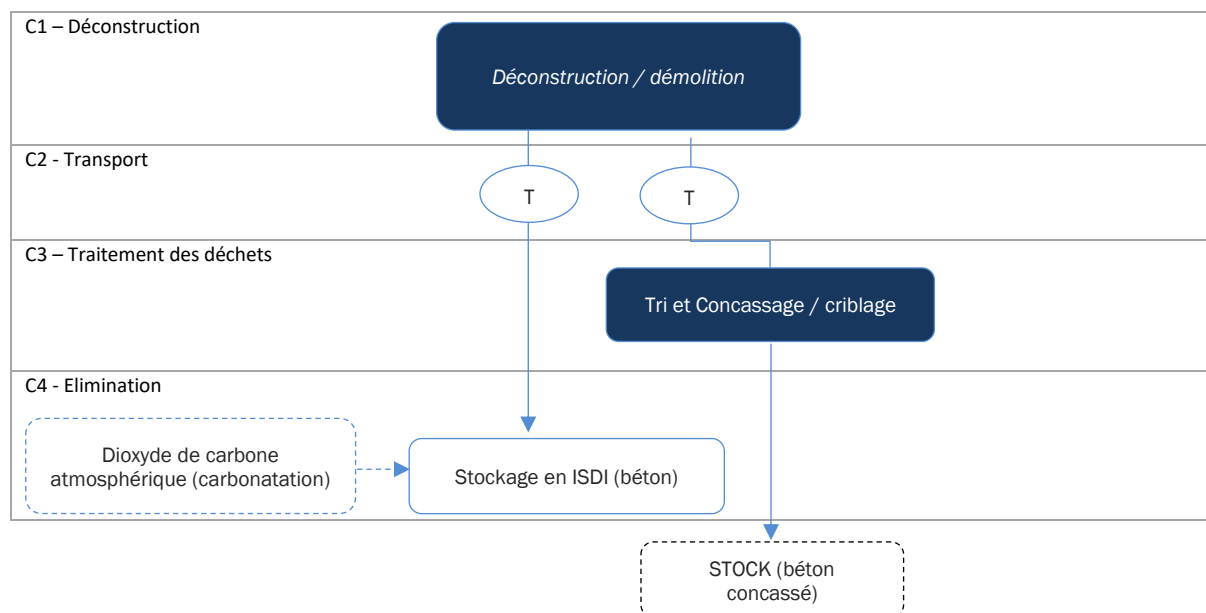 C1 – Déconstruction
Déconstruction / démolition
C2 - Transport
T
T
C3 – Traitement des déchets
Tri et Concassage / criblage
C4 - Elimination
Dioxyde de carbone
atmosphérique (carbonatation)
Stockage en ISDI (béton)
STOCK (béton
concassé)